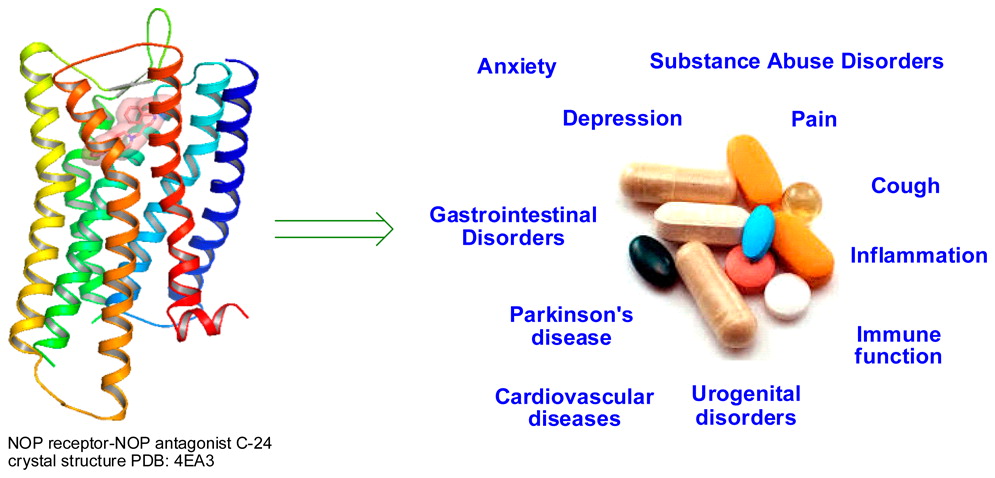 Anxiety
Substance Abuse Disorders
Depression
Pain
Cough
Gastrointestinal
Disorders
Inflammation
Parkinson's
disease
Immune
function
Cardiovascular
diseases
Urogenital
disorders
NOP receptor-NOP antagonist C-24
crystal structure PDB: 4EA3